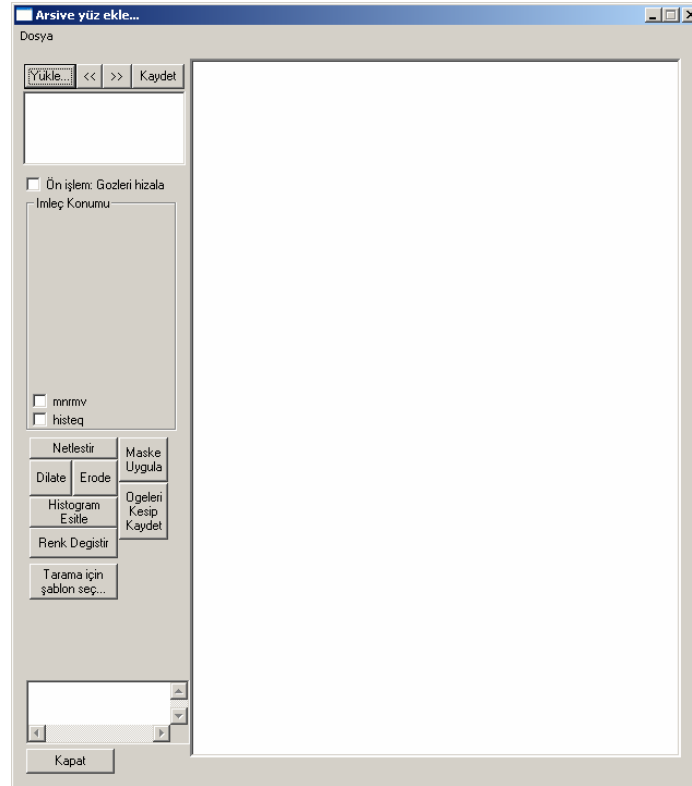 Arsive yüz ekle...
Dosya
Yükle... << >> Kaydet
Ön işlem: Gozleri hizala
Imleç Konumu
mnrmv
histeq
Netlestir
Maske
Uygula
Dilate Erode
Histogram
Esitle
Ogeleri
Kesip
Kaydet
Renk Degistir
Tarama için
şablon seç...
Kapat